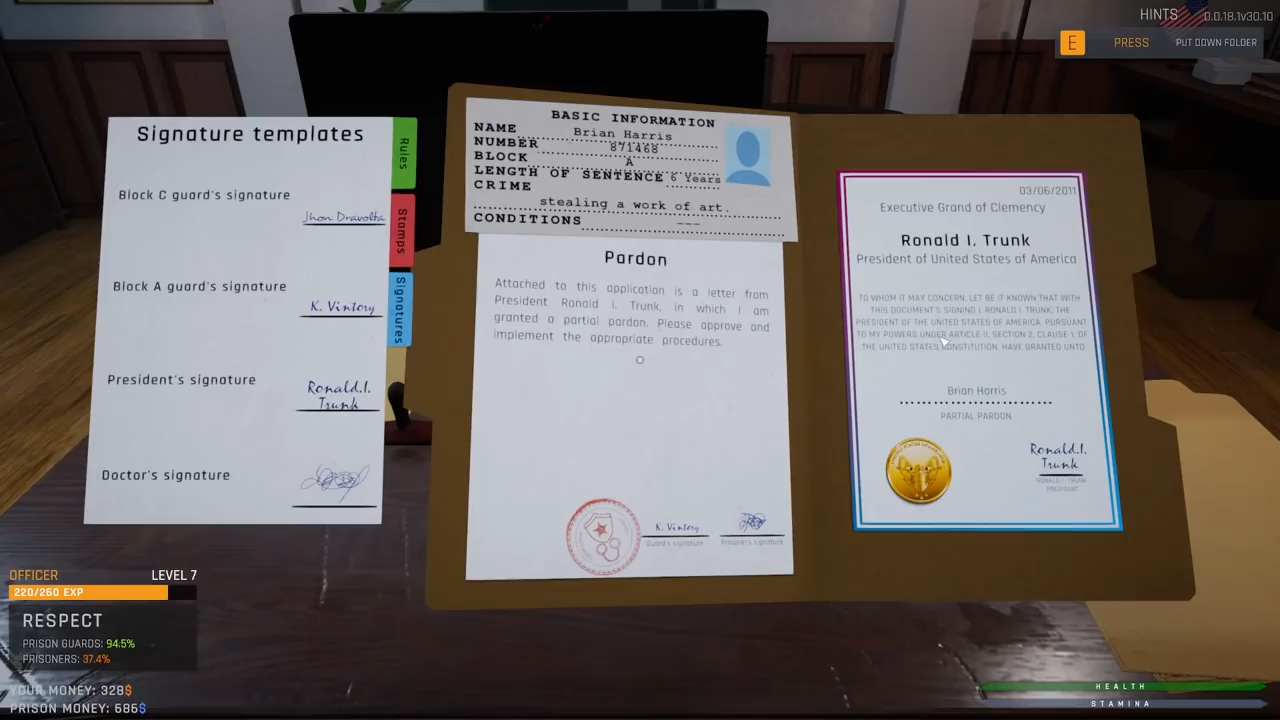 HINTS
0.0.18.1v30.10
E PRESS PUT DOWN FOLDER
Signature templates
Block C guard's signature
Jhon Dravolta
Block A guard's signature
K. Vintory
President's signature
Ronald.I.
Trunk
Doctor's signature
Rules
Stamps
Signatures
BASIC INFORMATION
NAME Brian Harris
NUMBER 871468
BLOCK A
LENGTH OF SENTENCE 6 Years
CRIME
stealing a work of art.
CONDITIONS ---
Pardon
Attached to this application is a letter from
President Ronald I. Trunk, in which I am
granted a partial pardon. Please approve and
implement the appropriate procedures.
K. Vintory
Guard's signature
Prisoner's signature
03/06/2011
Executive Grand of Clemency
Ronald I. Trunk
President of United States of America
TO WHOM IT MAY CONCERN, LET BE IT KNOWN THAT WITH
THIS DOCUMENT'S SIGNING I, RONALD I. TRUNK, THE
PRESIDENT OF THE UNITED STATES OF AMERICA, PURSUANT
TO MY POWERS UNDER ARTICLE II, SECTION 2, CLAUSE 1, OF
THE UNITED STATES CONSTITUTION, HAVE GRANTED UNTO
Brian Harris
PARTIAL PARDON
Ronald.I.
Trunk
RONALD I. TRUNK
PRESIDENT
OFFICER LEVEL 7
220/260 EXP
RESPECT
PRISON GUARDS: 94.5%
PRISONERS: 37.4%
YOUR MONEY: 328$
PRISON MONEY: 686$
HEALTH
STAMINA